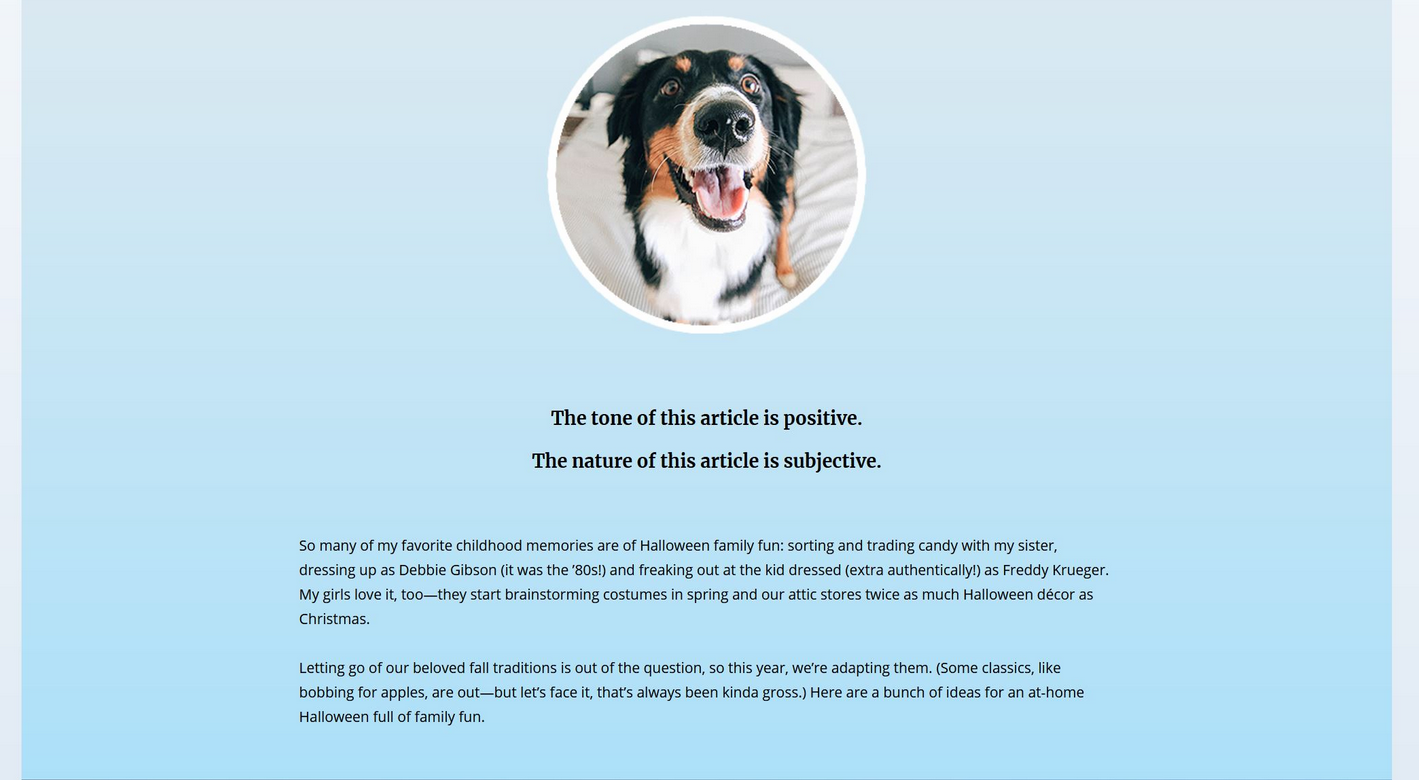 The tone of this article is positive.
The nature of this article is subjective.
So many of my favorite childhood memories are of Halloween family fun: sorting and trading candy with my sister,
dressing up as Debbie Gibson (it was the ’80s!) and freaking out at the kid dressed (extra authentically!) as Freddy Krueger.
My girls love it, too—they start brainstorming costumes in spring and our attic stores twice as much Halloween décor as
Christmas.
Letting go of our beloved fall traditions is out of the question, so this year, we’re adapting them. (Some classics, like
bobbing for apples, are out—but let’s face it, that’s always been kinda gross.) Here are a bunch of ideas for an at-home
Halloween full of family fun.